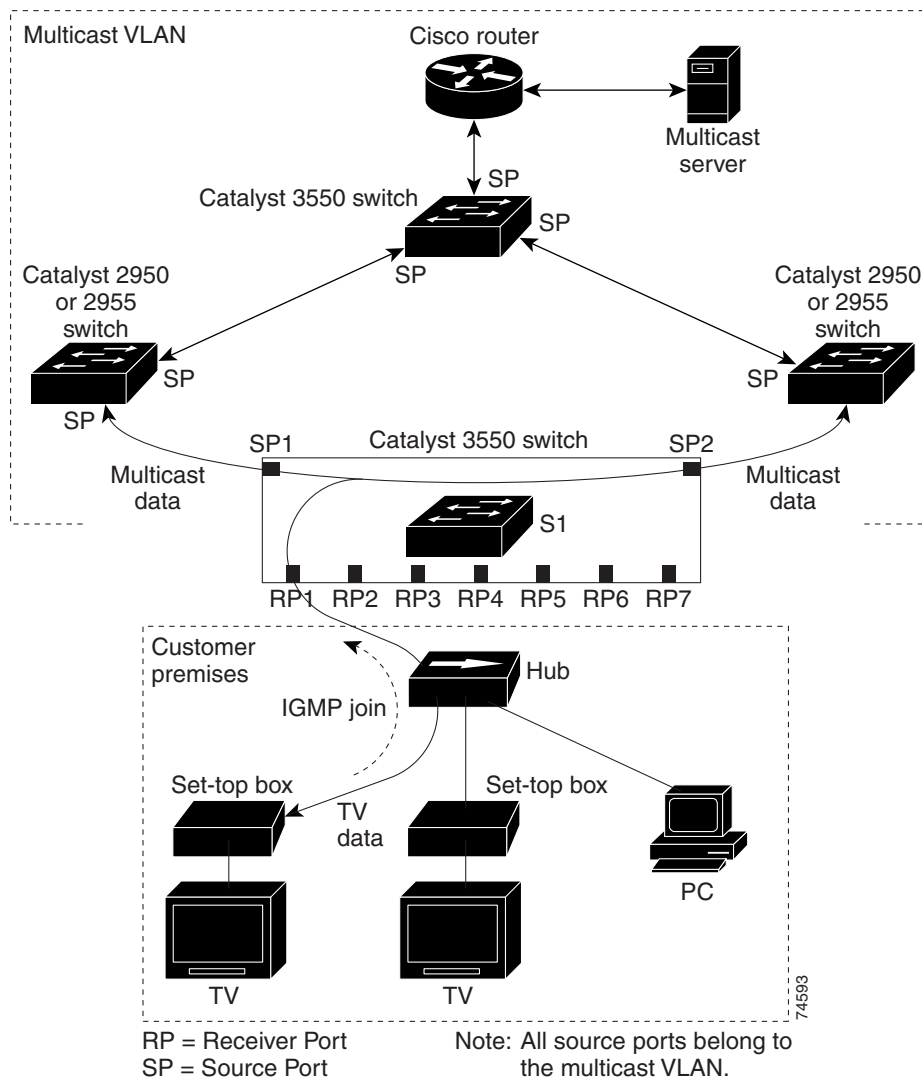 Multicast VLAN
Cisco router
Multicast
server
SP
Catalyst 3550 switch
SP
SP
Catalyst 2950
or 2955
switch
Catalyst 2950
or 2955
switch
SP
SP
SP
SP1
Catalyst 3550 switch
SP2
Multicast
data
Multicast
data
S1
RP1 RP2 RP3 RP4 RP5 RP6 RP7
Customer
premises
Hub
IGMP join
Set-top box
Set-top box
TV
data
PC
TV
TV
74593
RP = Receiver Port
SP = Source Port
Note: All source ports belong to
the multicast VLAN.